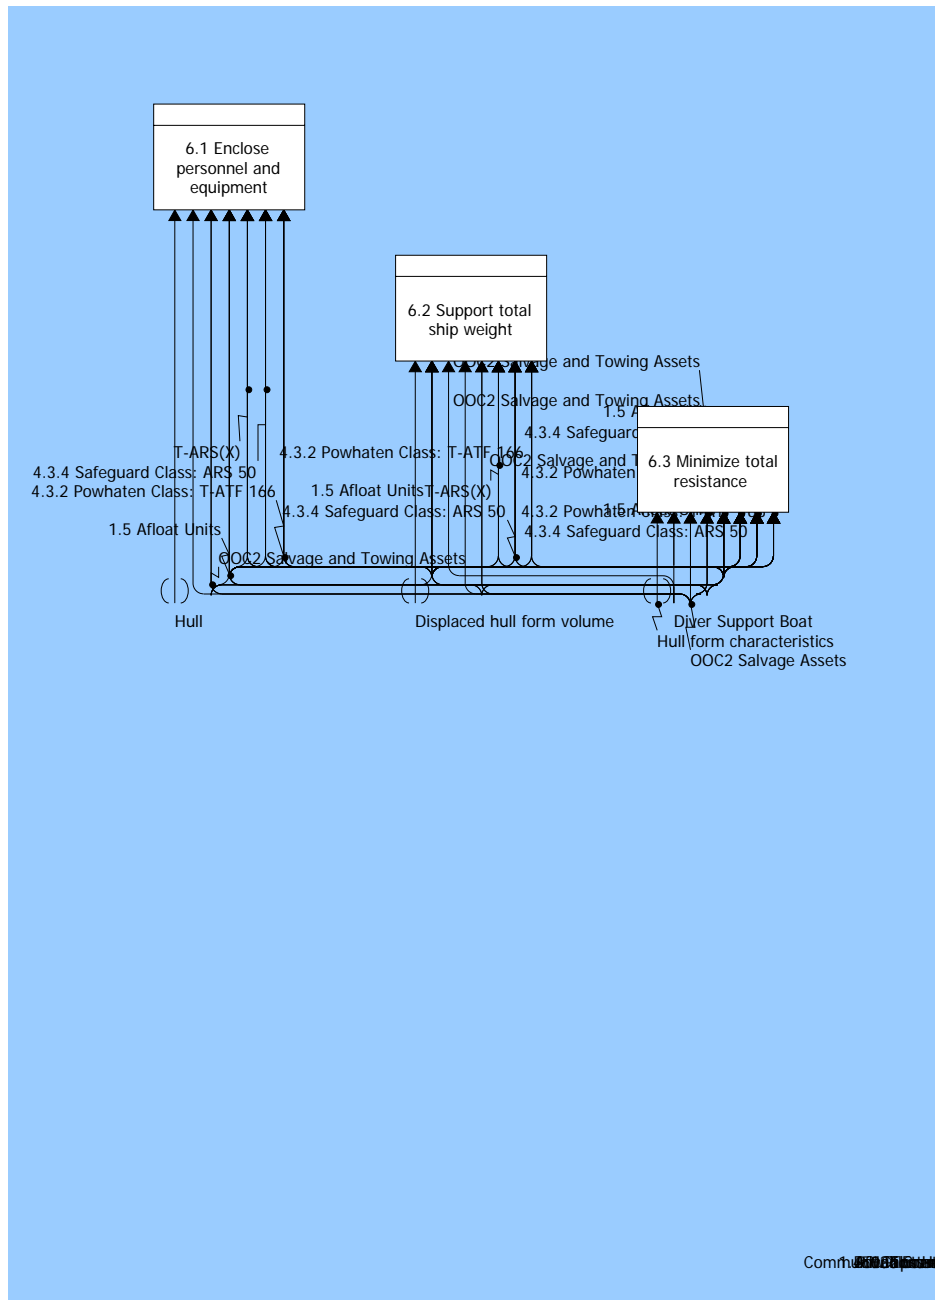 6.1 Enclose
personnel and
equipment
6.2 Support total
ship weight
OOC2 Salvage and Towing Assets
OOC2 Salvage and Towing Assets
1.5
4.3.4 Safeguard
T-ARS(X)
4.3.2 Powhaten Class: T-ATF 166
OOC2 Salvage and
6.3 Minimize total
resistance
4.3.4 Safeguard Class: ARS 50
4.3.2 Powhaten
4.3.2 Powhaten Class: T-ATF 166
1.5 Afloat Units
T-ARS(X)
4.3.4 Safeguard Class: ARS 50
4.3.2 Powhaten
1.5 Afloat Units
4.3.4 Safeguard Class: ARS 50
OOC2 Salvage and Towing Assets
Hull
Displaced hull form volume
Diver Support Boat
Hull form characteristics
OOC2 Salvage Assets